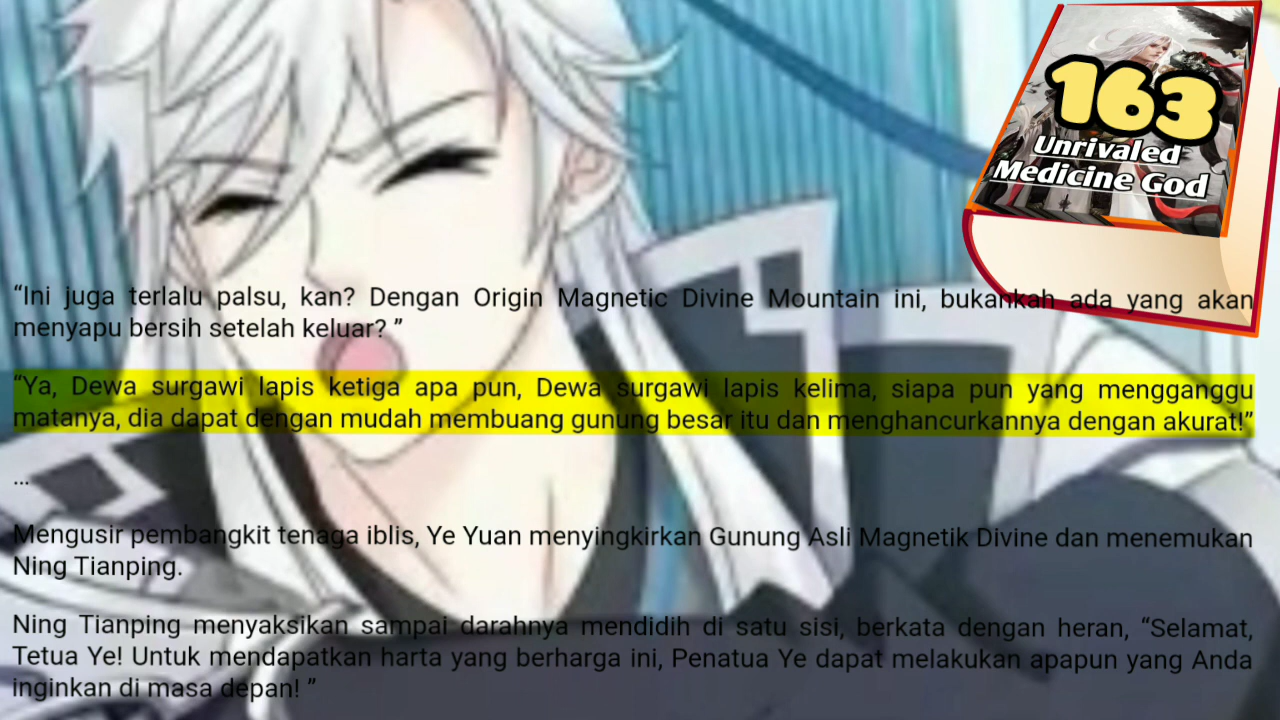 163
Unrivaled
Medicine God
“Ini juga terlalu palsu, kan? Dengan Origin Magnetic Divine Mountain ini, bukankah ada yang akan
menyapu bersih setelah keluar? ”
“Ya, Dewa surgawi lapis ketiga apa pun, Dewa surgawi lapis kelima, siapa pun yang mengganggu
matanya, dia dapat dengan mudah membuang gunung besar itu dan menghancurkannya dengan akurat!”
...
Mengusir pembangkit tenaga iblis, Ye Yuan menyingkirkan Gunung Asli Magnetik Divine dan menemukan
Ning Tianping.
Ning Tianping menyaksikan sampai darahnya mendidih di satu sisi, berkata dengan heran, “Selamat,
Tetua Ye! Untuk mendapatkan harta yang berharga ini, Penatua Ye dapat melakukan apapun yang Anda
inginkan di masa depan! ”